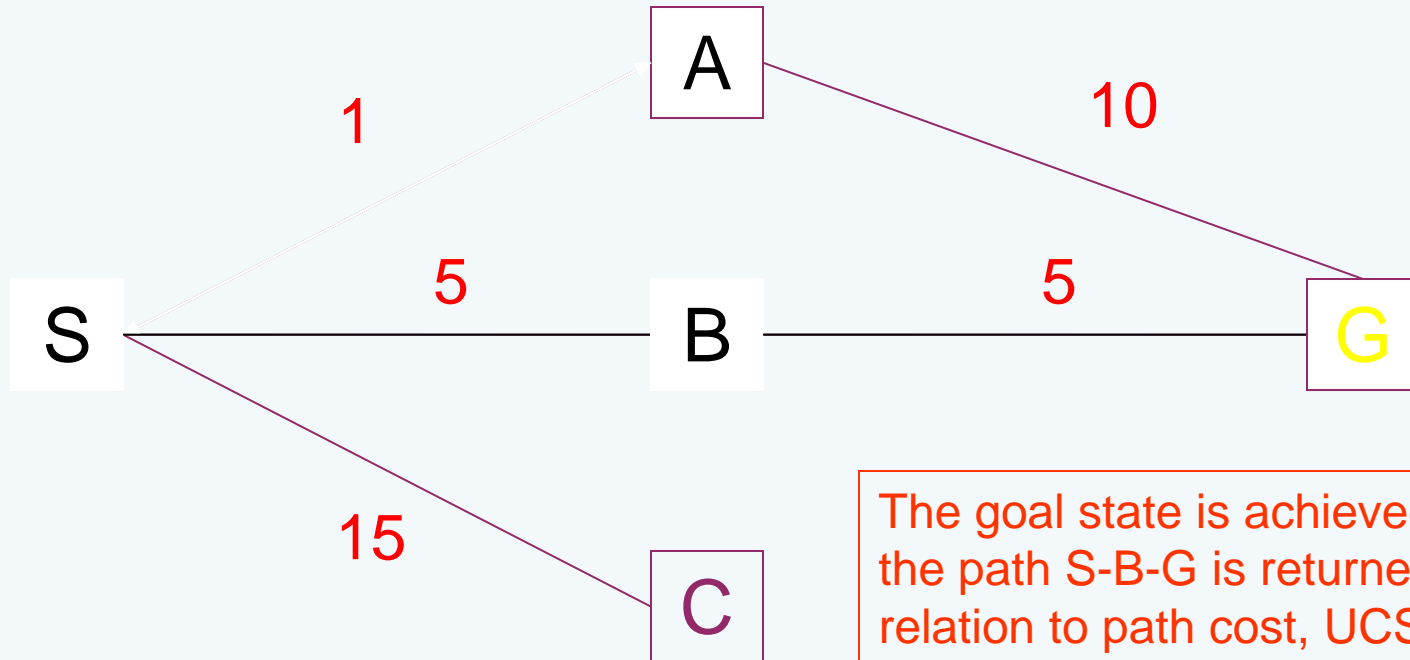 A
1
10
5
5
S
B
G
15
C
The goal state is achieve
the path S-B-G is returne
relation to path cost, UCS